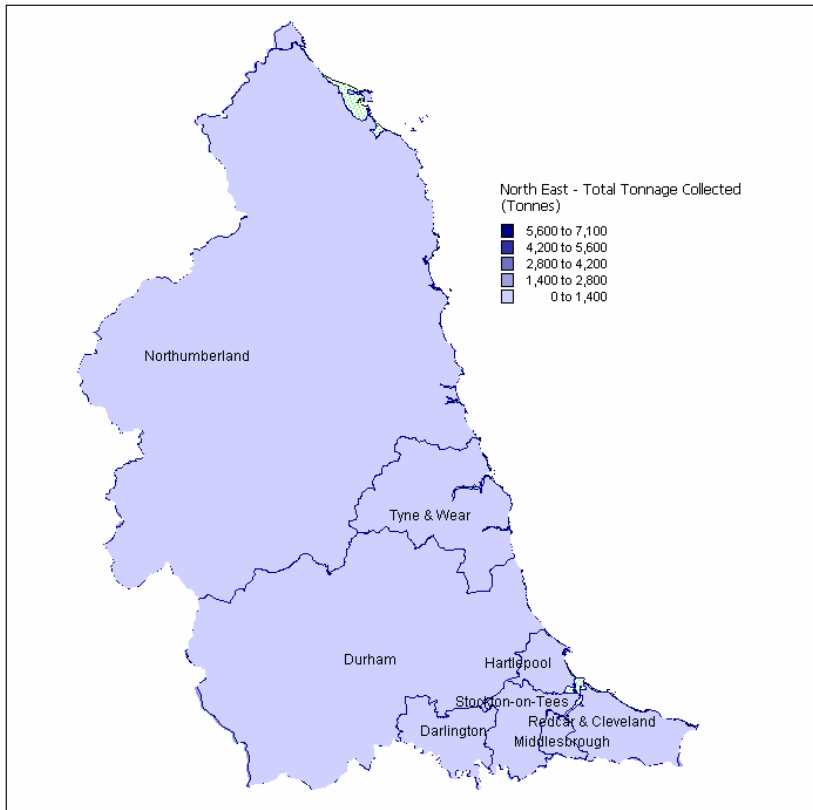 North East - Total Tonnage Collected
(Tonnes)
5,600 to 7,100
4,200 to 5,600
2,800 to 4,200
1,400 to 2,800
0 to 1,400
Northumberland
Tyne & Wear
Durham
Hartlepool
Stockton-on-Tees
Redcar & Cleveland
Darlington
Middlesbrough